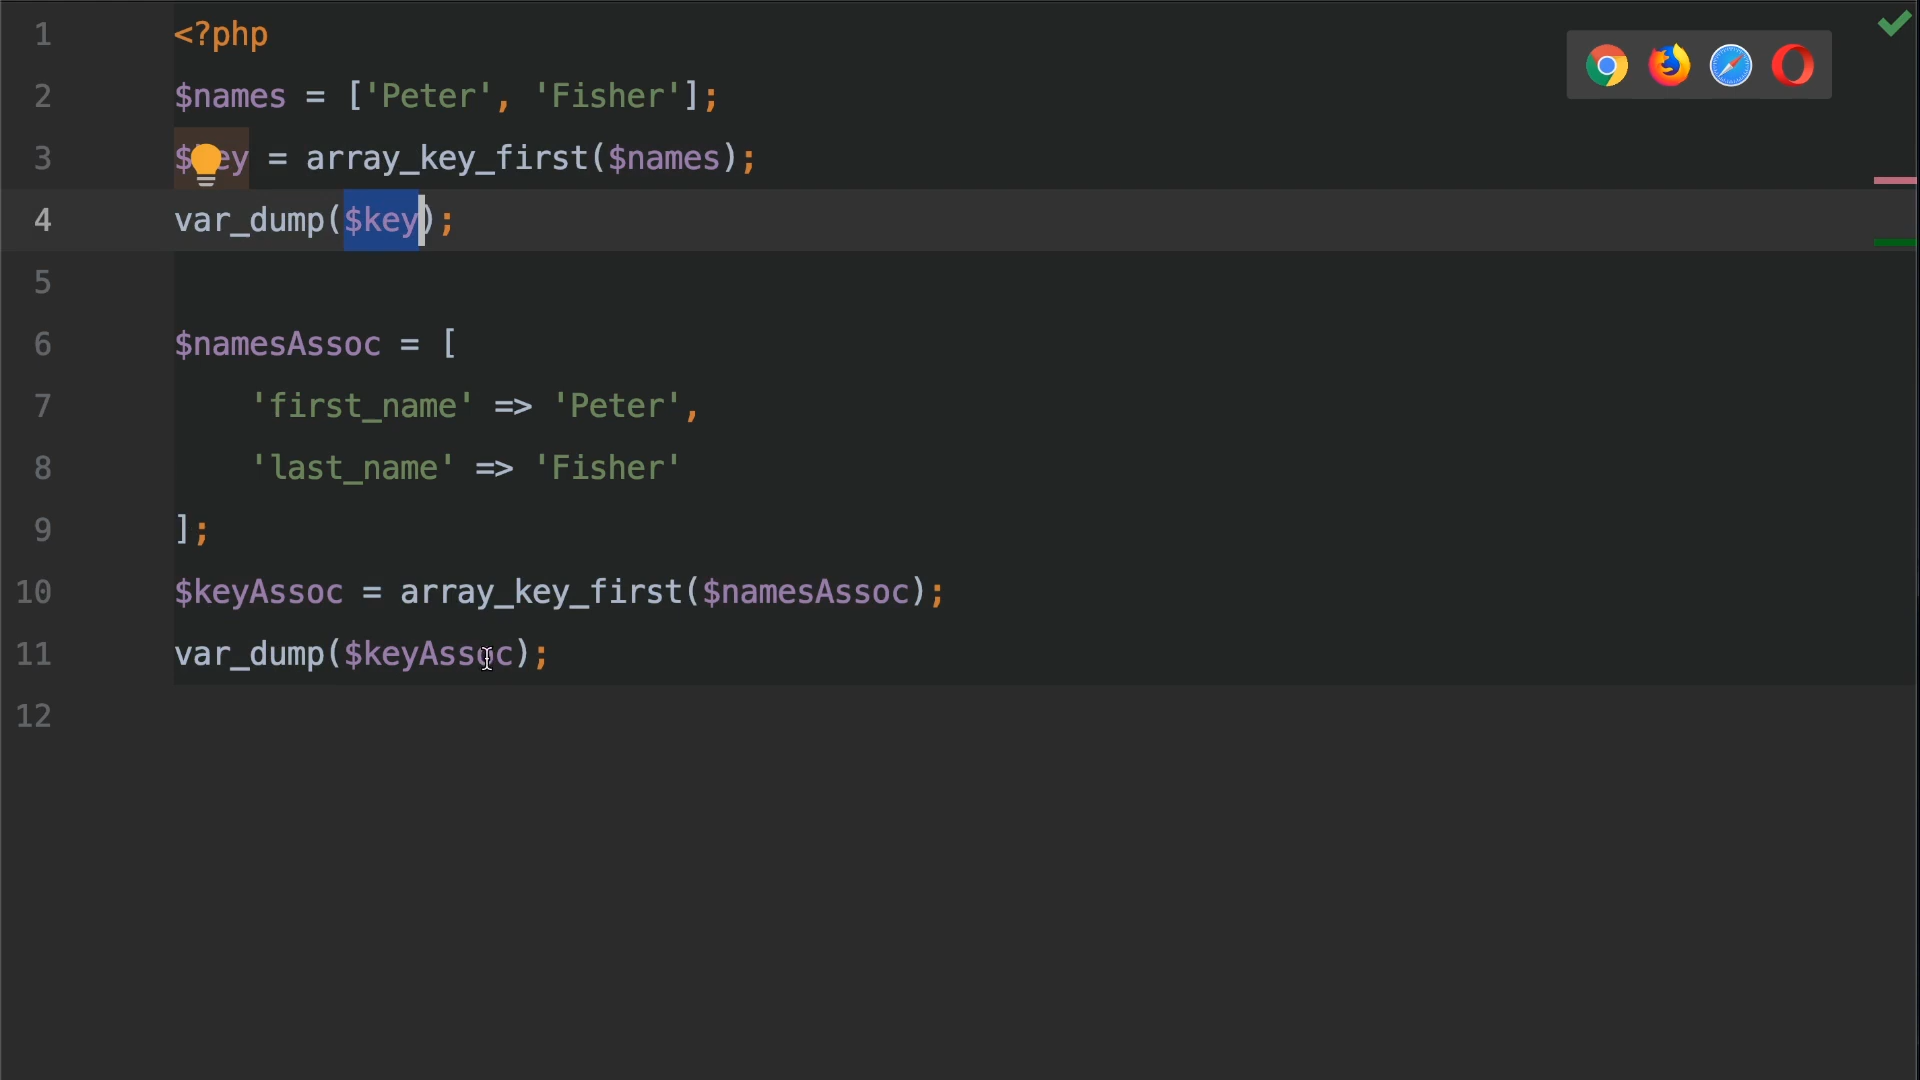 1 <?php
2 $names = ['Peter', 'Fisher'];
3 $key = array_key_first($names);
4 var_dump($key);
5
6 $namesAssoc = [
7 'first_name' => 'Peter',
8 'last_name' => 'Fisher'
9 ];
10 $keyAssoc = array_key_first($namesAssoc);
11 var_dump($keyAssoc);
12